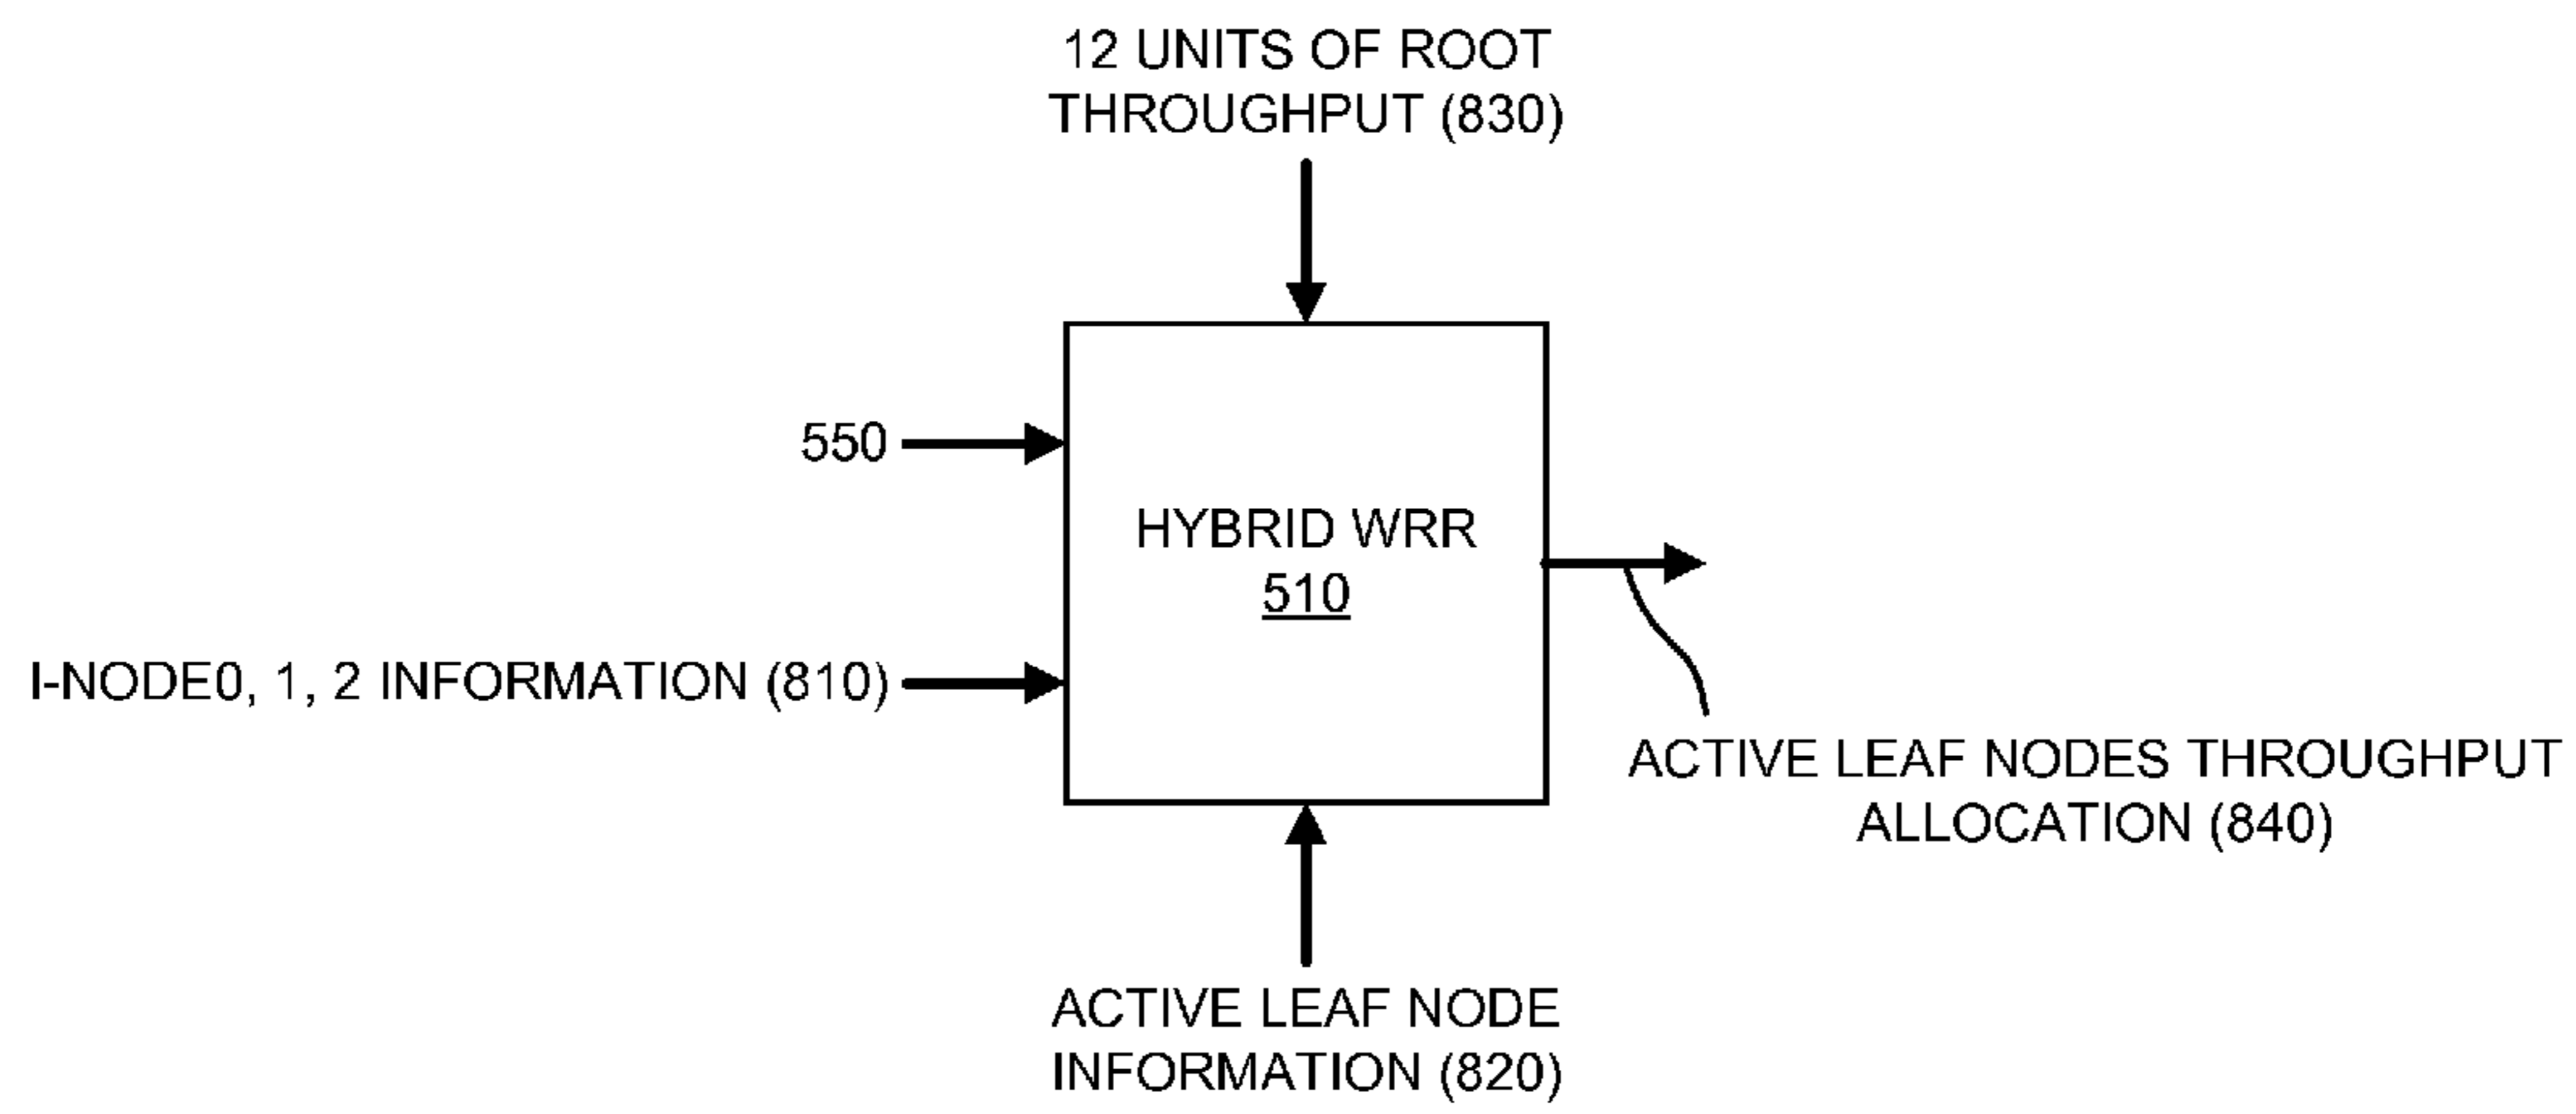 12 UNITS OF ROOT
THROUGHPUT (830)
550
HYBRID WRR
510
I-NODE0, 1, 2 INFORMATION (810)
ACTIVE LEAF NODES THROUGHPUT
ALLOCATION (840)
ACTIVE LEAF NODE
INFORMATION (820)